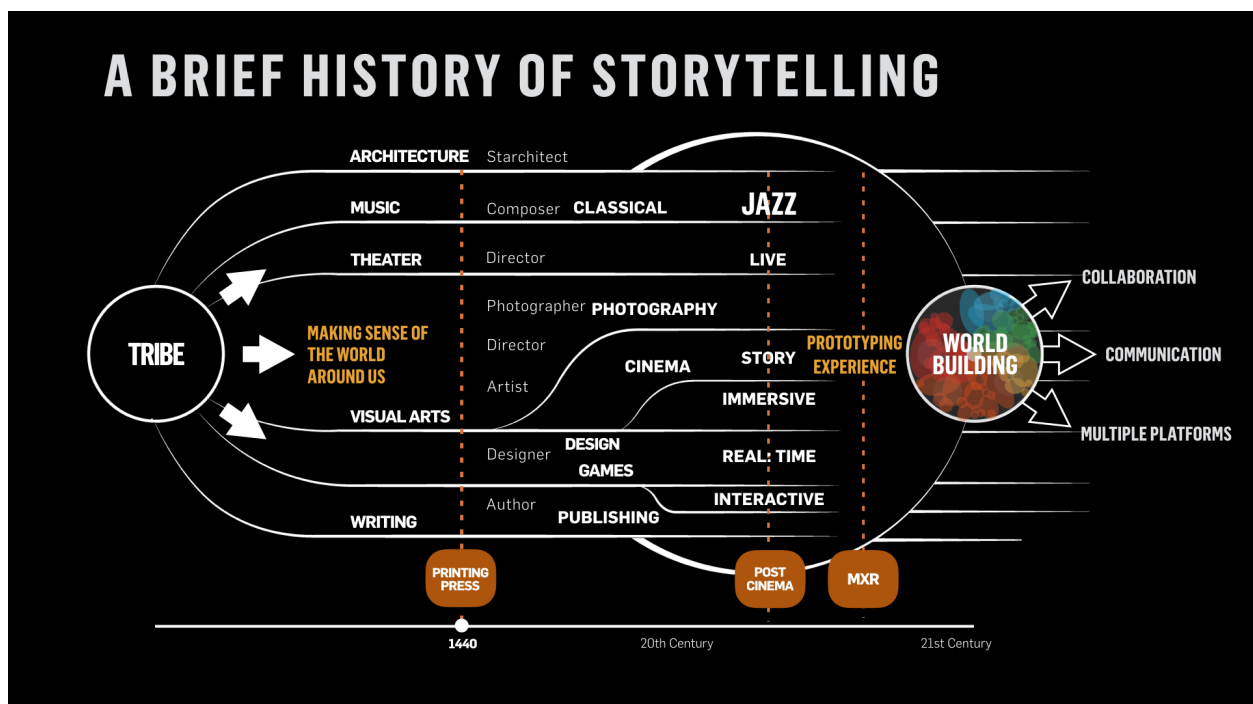 A BRIEF HISTORY OF STORYTELLING
ARCHITECTURE Starchitect
MUSIC Composer CLASSICAL JAZZ
THEATER Director LIVE
Photographer PHOTOGRAPHY
TRIBE
MAKING SENSE OF
THE WORLD
AROUND US
Director
CINEMA STORY
Artist
IMMERSIVE
VISUAL ARTS
PROTOTYPING
EXPERIENCE
WORLD
BUILDING
COLLABORATION
COMMUNICATION
MULTIPLE PLATFORMS
Designer DESIGN
GAMES
REAL: TIME
Author
INTERACTIVE
WRITING PUBLISHING
PRINTING
PRESS
POST
CINEMA
MXR
1440
20th Century
21st Century